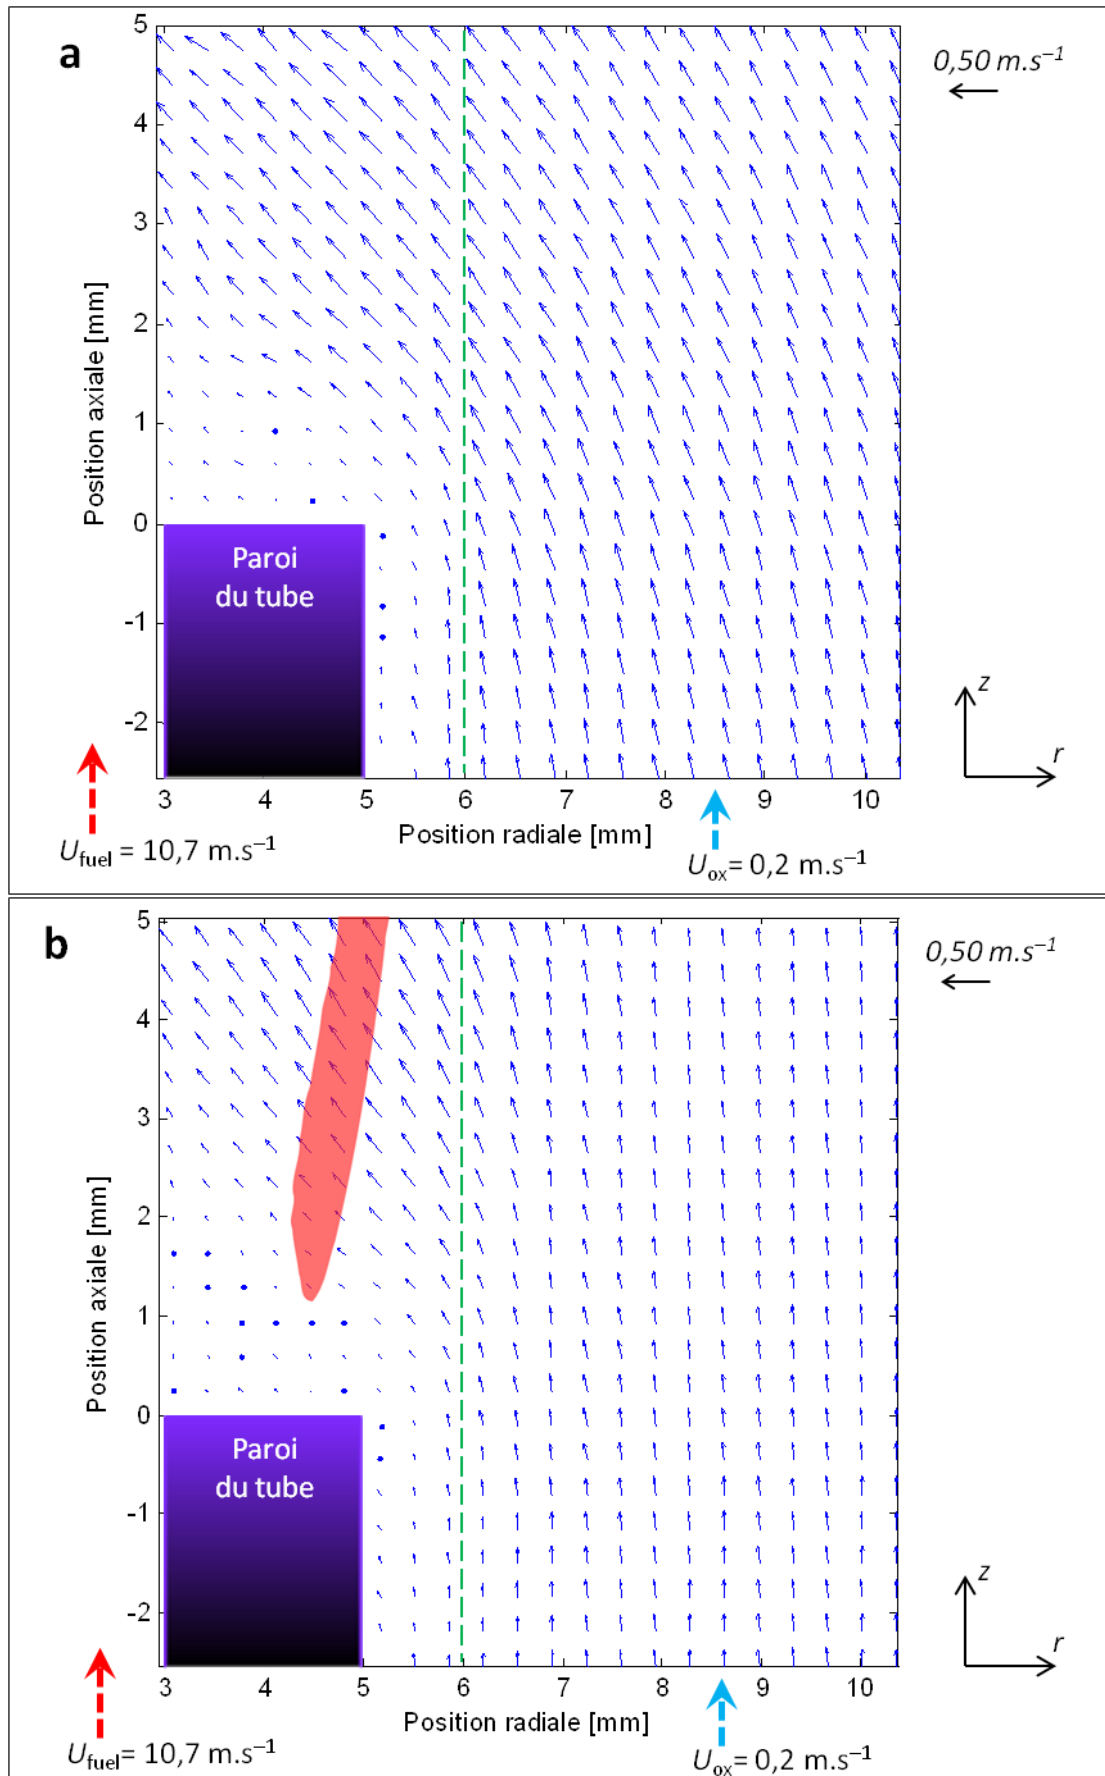 a
0,50 m.s⁻¹
5
4
3
2
1
0
-1
-2
Position axiale [mm]
Paroi
du tube
z
r
3 4 5 6 7 8 9 10
Position radiale [mm]
U_fuel = 10,7 m.s⁻¹
U_ox= 0,2 m.s⁻¹
b
0,50 m.s⁻¹
5
4
3
2
1
0
-1
-2
Position axiale [mm]
Paroi
du tube
z
r
3 4 5 6 7 8 9 10
Position radiale [mm]
U_fuel= 10,7 m.s⁻¹
U_ox= 0,2 m.s⁻¹